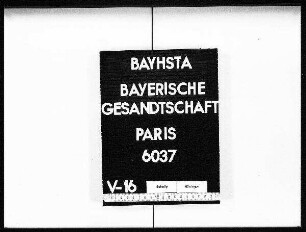 BAYHSTA
BAYERISCHE
GESANDTSCHAFT
PARIS
6037
V-16